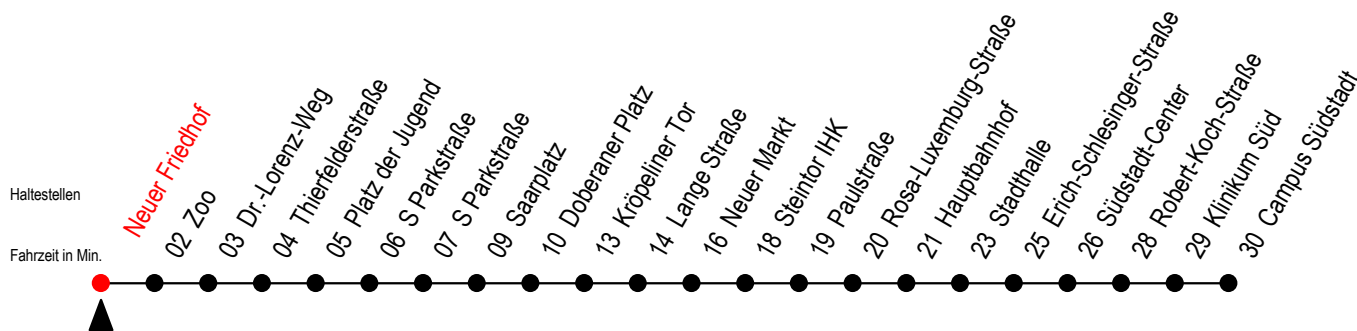 Haltestellen
Fahrzeit in Min.
Neuer Friedhof
02 Zoo
03 Dr.-Lorenz-Weg
04 Thierfelderstraße
05 Platz der Jugend
06 S Parkstraße
07 S Parkstraße
09 Saarplatz
10 Doberaner Platz
13 Kröpeliner Tor
14 Lange Straße
16 Neuer Markt
18 Steintor IHK
19 Paulstraße
20 Rosa-Luxemburg-Straße
21 Hauptbahnhof
23 Stadthalle
25 Erich-Schlesinger-Straße
26 Südstadt-Center
28 Robert-Koch-Straße
29 Klinikum Süd
30 Campus Südstadt